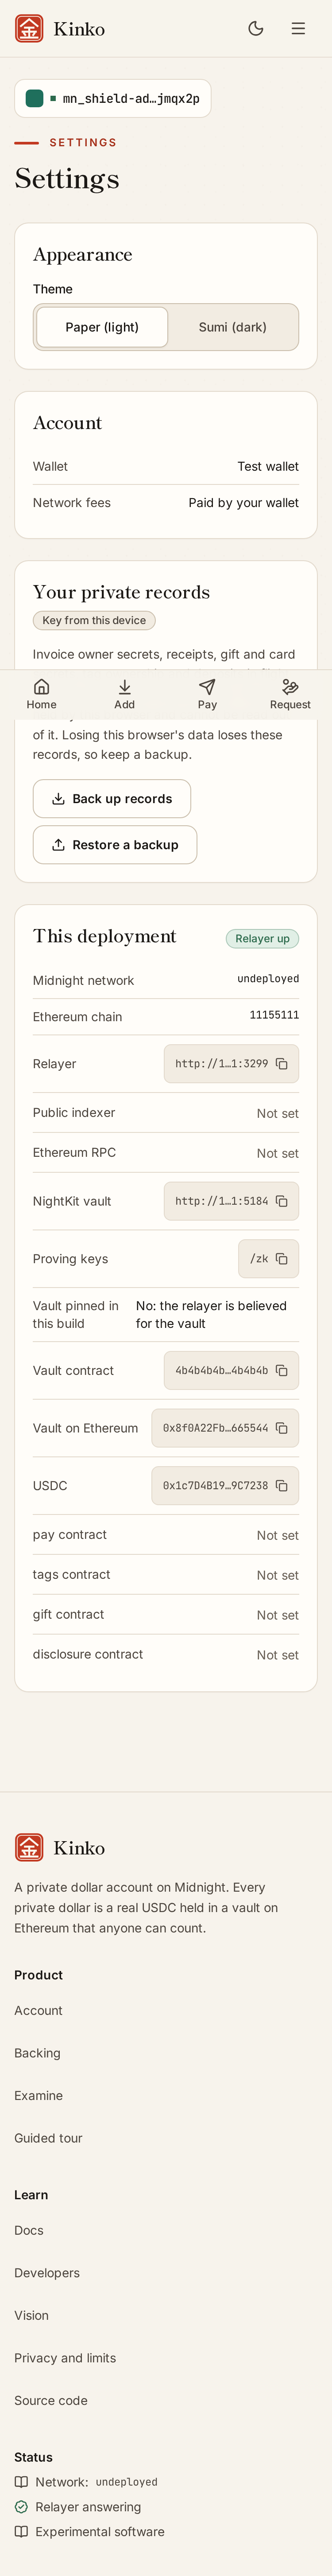 金 Kinko
mn_shield-ad…jmqx2p
SETTINGS
Settings
Appearance
Theme
Paper (light) Sumi (dark)
Account
Wallet Test wallet
Network fees Paid by your wallet
Your private records
Key from this device
Invoice owner secrets, receipts, gift and card
Home Add Pay Request
of it. Losing this browser's data loses these
records, so keep a backup.
Back up records
Restore a backup
This deployment Relayer up
Midnight network undeployed
Ethereum chain 11155111
Relayer http://1…1:3299
Public indexer Not set
Ethereum RPC Not set
NightKit vault http://1…1:5184
Proving keys /zk
Vault pinned in No: the relayer is believed
this build for the vault
Vault contract 4b4b4b4b…4b4b4b
Vault on Ethereum 0x8f0A22Fb…665544
USDC 0x1c7D4B19…9C7238
pay contract Not set
tags contract Not set
gift contract Not set
disclosure contract Not set
金 Kinko
A private dollar account on Midnight. Every
private dollar is a real USDC held in a vault on
Ethereum that anyone can count.
Product
Account
Backing
Examine
Guided tour
Learn
Docs
Developers
Vision
Privacy and limits
Source code
Status
Network: undeployed
Relayer answering
Experimental software